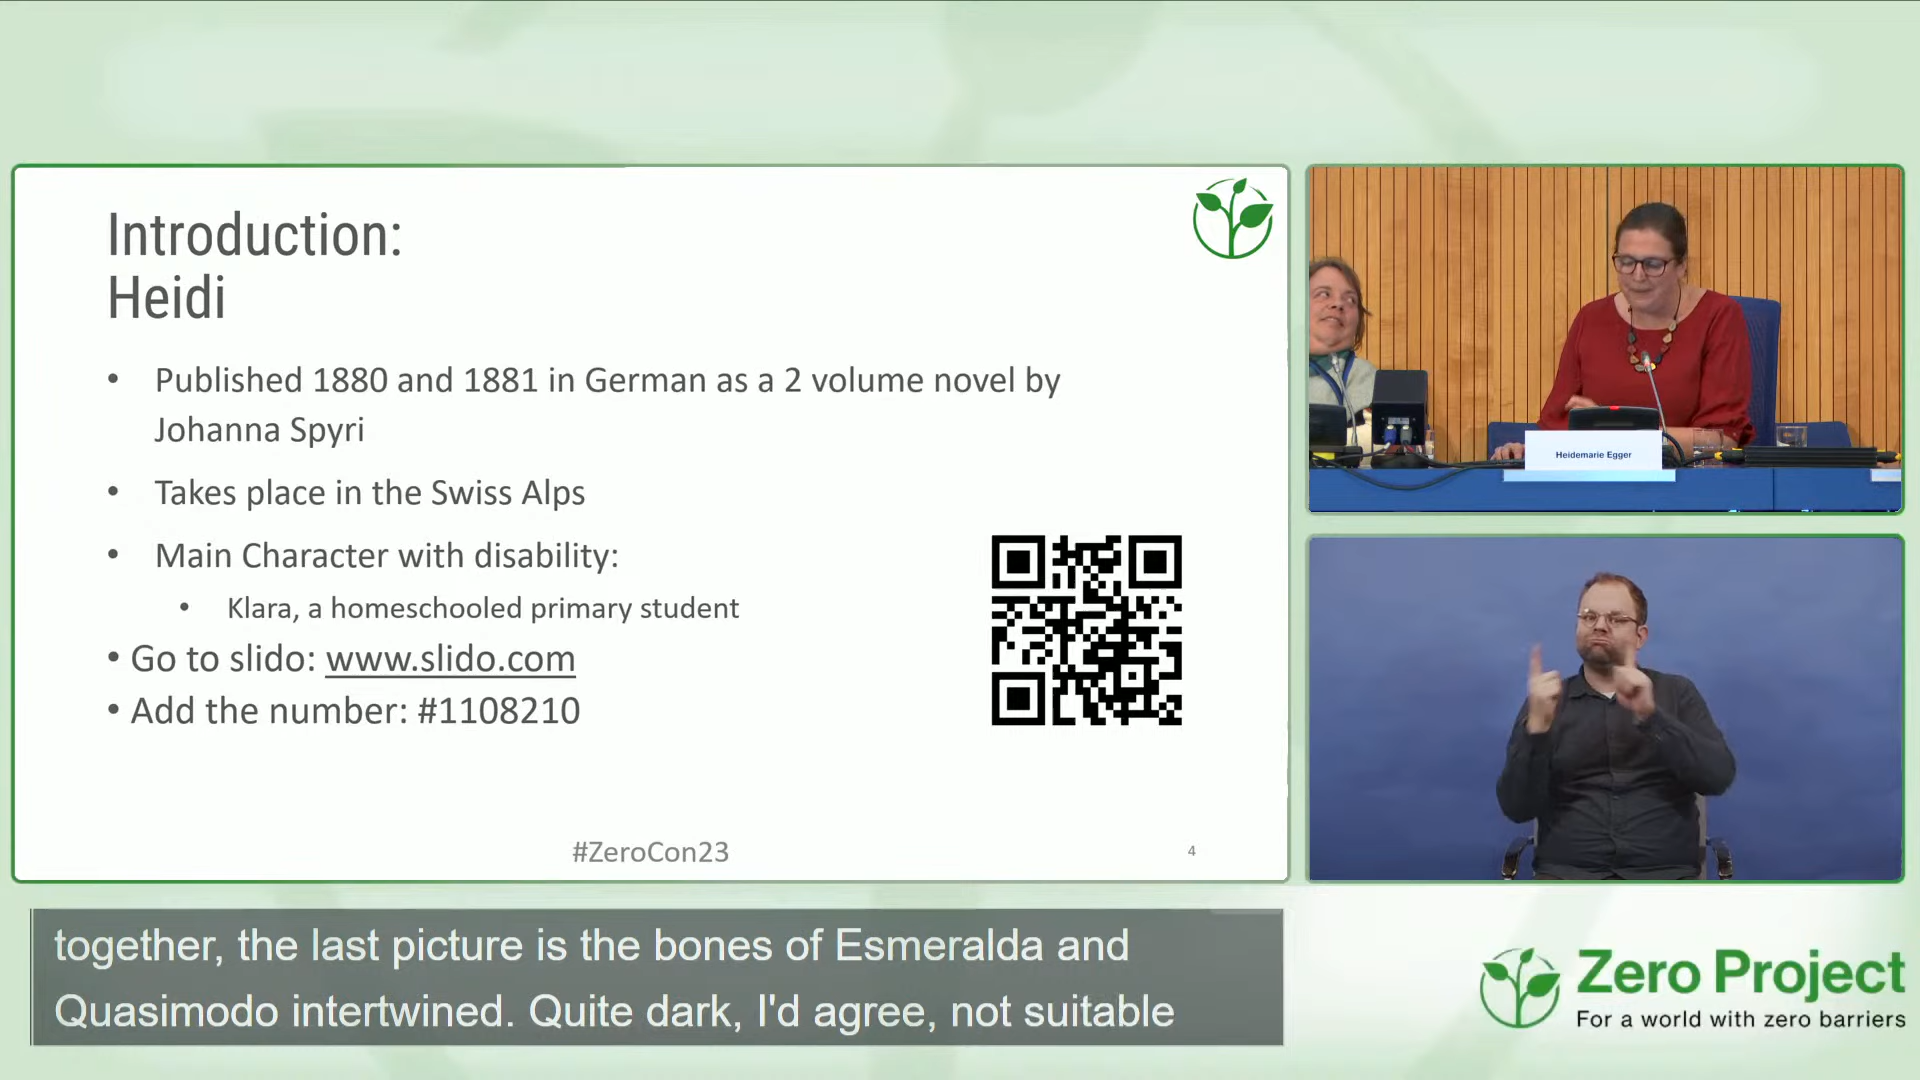 Introduction:
Heidi
• Published 1880 and 1881 in German as a 2 volume novel by
Johanna Spyri
• Takes place in the Swiss Alps
• Main Character with disability:
• Klara, a homeschooled primary student
• Go to slido: www.slido.com
• Add the number: #1108210
#ZeroCon23
4
Heidemarie Egger
together, the last picture is the bones of Esmeralda and
Quasimodo intertwined. Quite dark, I'd agree, not suitable
Zero Project
For a world with zero barriers